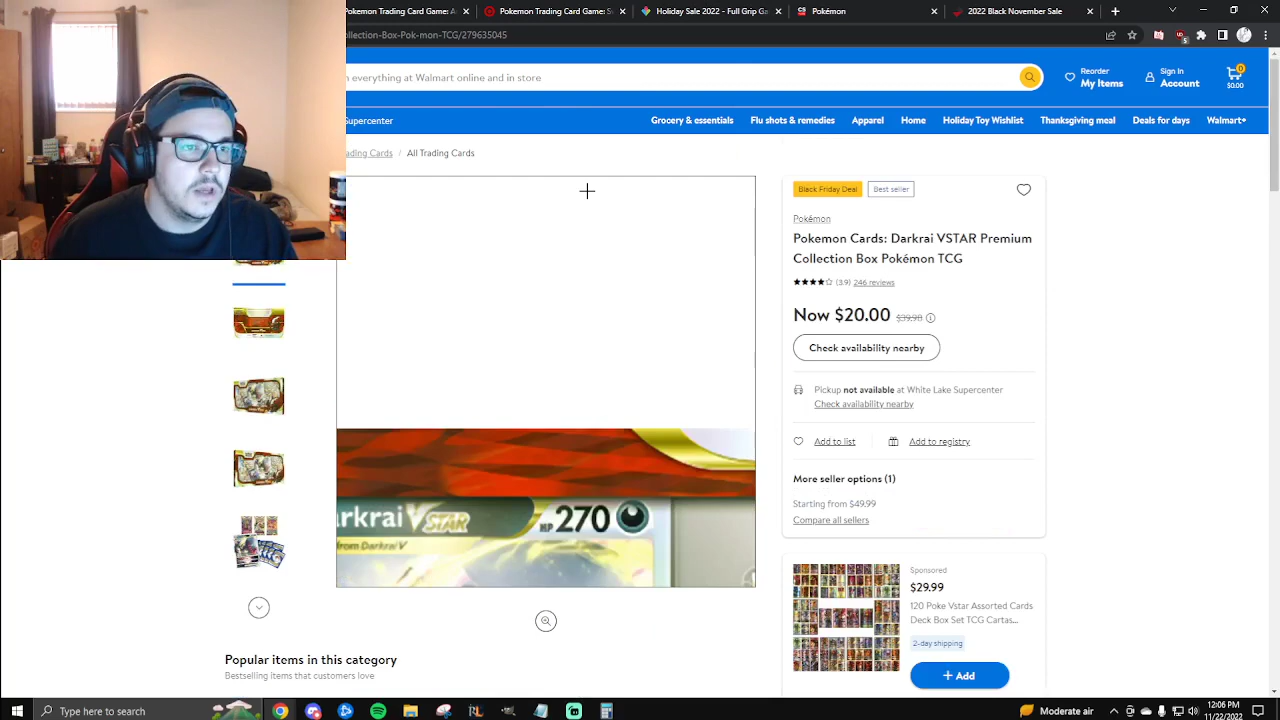 Pokemon Trading Card Gam
Pokemon Trading Card Gam Su
Holiday Sale 2022 – Full Grip Ga
2022 Black November Sale
ollection-Box-Pok-mon-TCG/279635045
h everything at Walmart online and in store
Reorder
My Items
Sign In
Account
0
$0.00
Supercenter
Grocery & essentials
Flu shots & remedies
Apparel
Home
Holiday Toy Wishlist
Thanksgiving meal
Deals for days
Walmart+
ading Cards / All Trading Cards
Black Friday Deal
Best seller
Pokémon
Pokemon Cards: Darkrai VSTAR Premium
Collection Box Pokémon TCG
(3.9) 246 reviews
Now $20.00 $39.98
Check availability nearby
Pickup not available at White Lake Supercenter
Check availability nearby
Add to list
Add to registry
More seller options (1)
Starting from $49.99
Compare all sellers
arkrai VSTAR HP 270
from Darkrai V
Sponsored
$29.99
120 Poke Vstar Assorted Cards
Deck Box Set TCG Cartas...
2-day shipping
+ Add
Popular items in this category
Bestselling items that customers love
Type here to search
Moderate air
12:06 PM
11/22/2022